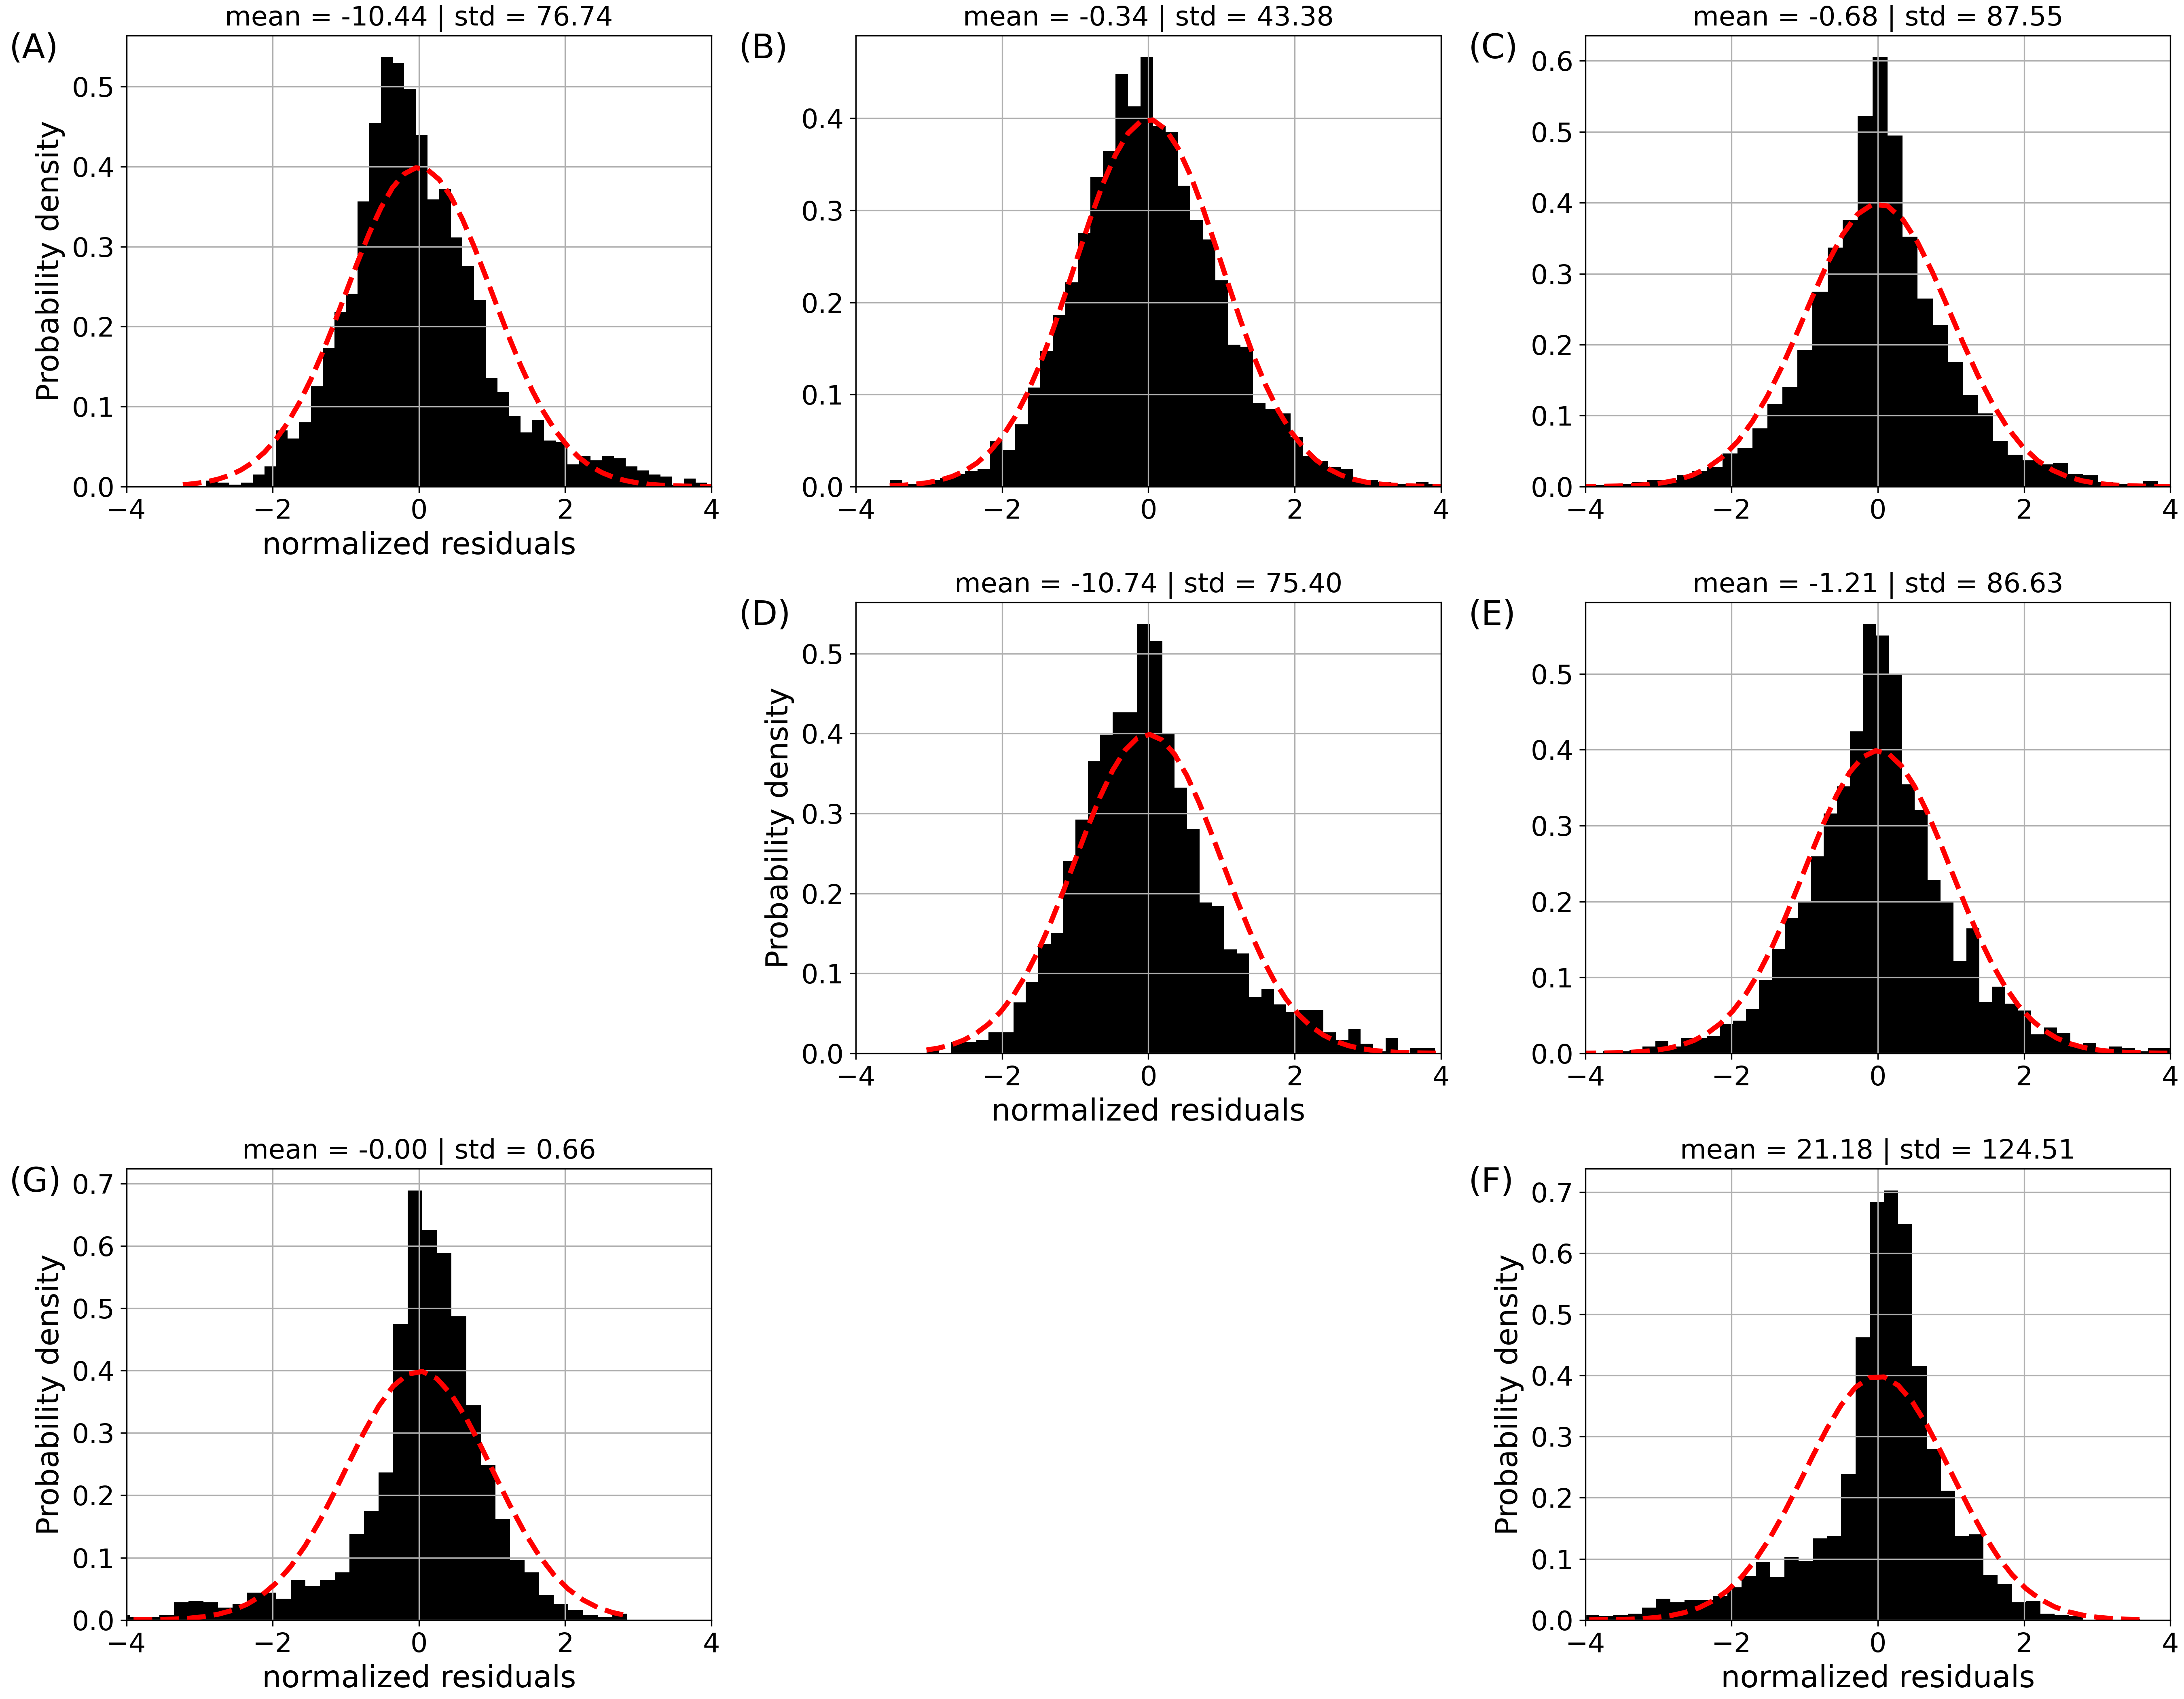 mean = -10.44 | std = 76.74
(A)
Probability density
0.5
0.4
0.3
0.2
0.1
0.0
−4 −2 0 2 4
normalized residuals
mean = -0.34 | std = 43.38
(B)
0.4
0.3
0.2
0.1
0.0
−4 −2 0 2 4
mean = -0.68 | std = 87.55
(C)
0.6
0.5
0.4
0.3
0.2
0.1
0.0
−4 −2 0 2 4
mean = -10.74 | std = 75.40
(D)
Probability density
0.5
0.4
0.3
0.2
0.1
0.0
−4 −2 0 2 4
normalized residuals
mean = -1.21 | std = 86.63
(E)
0.5
0.4
0.3
0.2
0.1
0.0
−4 −2 0 2 4
mean = -0.00 | std = 0.66
(G)
Probability density
0.7
0.6
0.5
0.4
0.3
0.2
0.1
0.0
−4 −2 0 2 4
normalized residuals
mean = 21.18 | std = 124.51
(F)
Probability density
0.7
0.6
0.5
0.4
0.3
0.2
0.1
0.0
−4 −2 0 2 4
normalized residuals